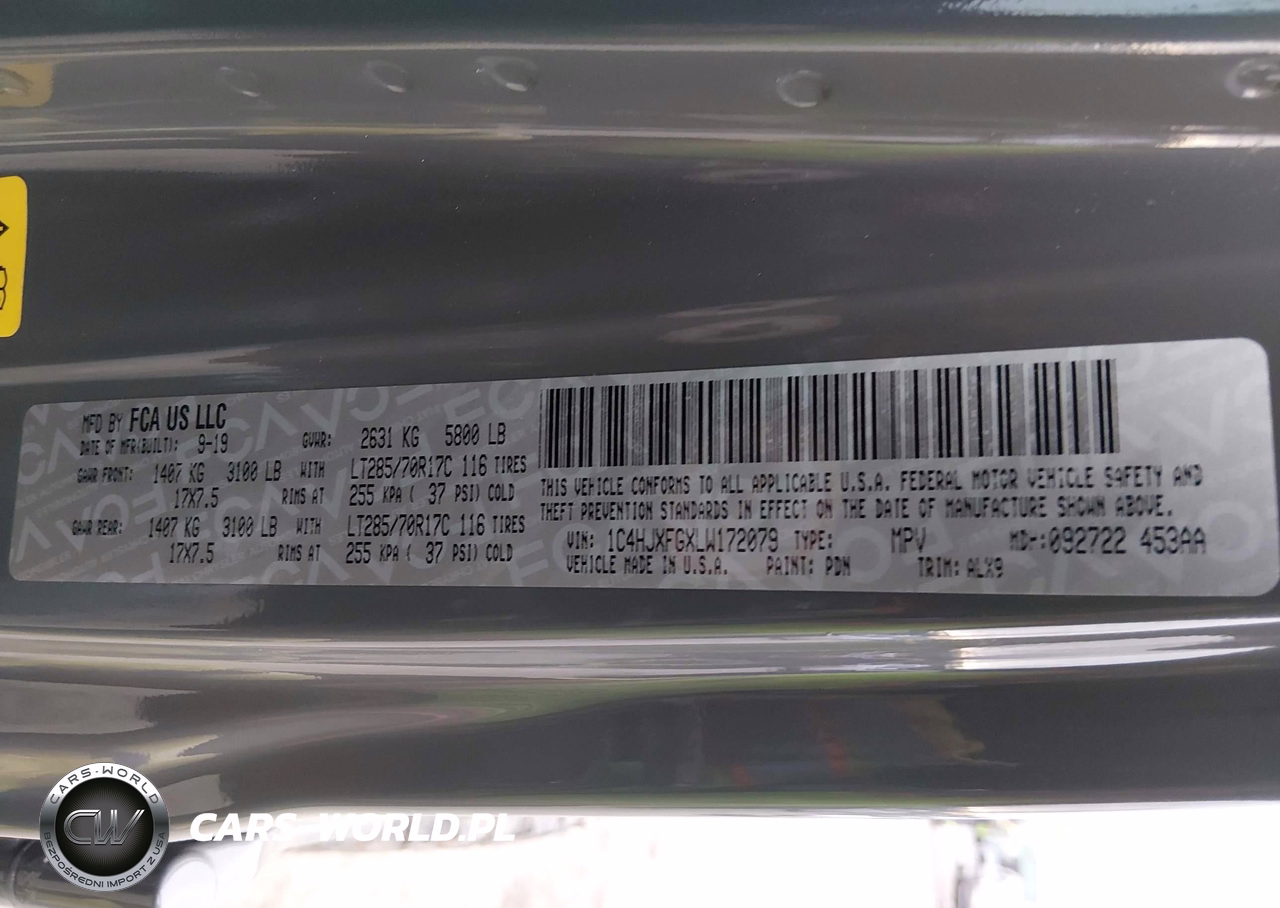 MFD BY FCA US LLC
DATE OF MFR(BUILT): 9-19 GVWR: 2631 KG 5800 LB
GAWR FRONT: 1407 KG 3100 LB WITH LT285/70R17C 116 TIRES
17X7.5 RIMS AT 255 KPA ( 37 PSI) COLD
GAWR REAR: 1407 KG 3100 LB WITH LT285/70R17C 116 TIRES
17X7.5 RIMS AT 255 KPA ( 37 PSI) COLD
THIS VEHICLE CONFORMS TO ALL APPLICABLE U.S.A. FEDERAL MOTOR VEHICLE SAFETY AND
THEFT PREVENTION STANDARDS IN EFFECT ON THE DATE OF MANUFACTURE SHOWN ABOVE.
VIN: 1C4HJXFGXLW172079 TYPE: MPV MDH:092722 453AA
VEHICLE MADE IN U.S.A. PAINT: PDN TRIM: ALX9
CARS-WORLD
CW
BEZPOŚREDNI IMPORT Z USA
CARS-WORLD.PL